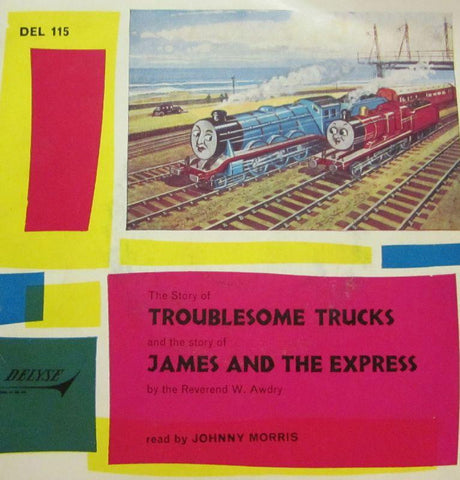 DEL 115
The Story of
TROUBLESOME TRUCKS
and the story of
JAMES AND THE EXPRESS
by the Reverend W. Awdry
DELYSE
read by JOHNNY MORRIS